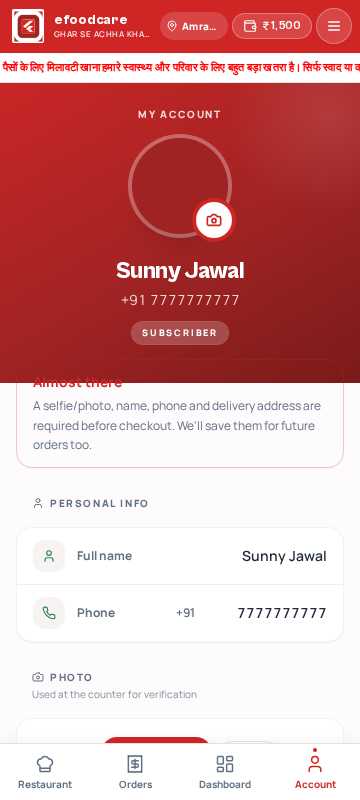 efoodcare
GHAR SE ACHHA KHA...
Amra...
₹1,500
पैसों के लिए मिलावटी खाना हमारे स्वास्थ्य और परिवार के लिए बहुत बड़ा खतरा है। सिर्फ स्वाद या
MY ACCOUNT
Sunny Jawal
+91 7777777777
SUBSCRIBER
Almost there
A selfie/photo, name, phone and delivery address are
required before checkout. We'll save them for future
orders too.
PERSONAL INFO
Full name
Sunny Jawal
Phone
+91
7777777777
PHOTO
Used at the counter for verification
Restaurant
Orders
Dashboard
Account